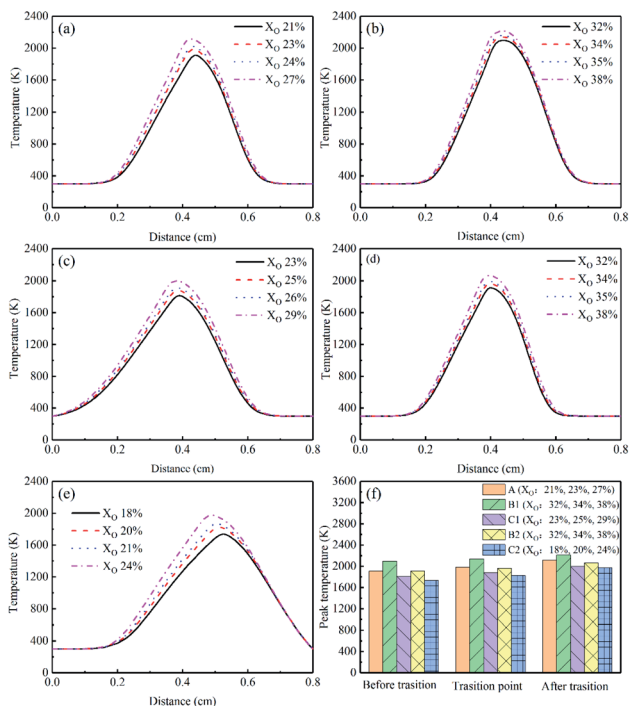 (a)
X_O 21%
X_O 23%
X_O 24%
X_O 27%
Temperature (K)
2400
2000
1600
1200
800
400
0
0.0 0.2 0.4 0.6 0.8
Distance (cm)
(b)
X_O 32%
X_O 34%
X_O 35%
X_O 38%
Temperature (K)
2400
2000
1600
1200
800
400
0
0.0 0.2 0.4 0.6 0.8
Distance (cm)
(c)
X_O 23%
X_O 25%
X_O 26%
X_O 29%
Temperature (K)
2400
2000
1600
1200
800
400
0
0.0 0.2 0.4 0.6 0.8
Distance (cm)
(d)
X_O 32%
X_O 34%
X_O 35%
X_O 38%
Temperature (K)
2400
2000
1600
1200
800
400
0
0.0 0.2 0.4 0.6 0.8
Distance (cm)
(e)
X_O 18%
X_O 20%
X_O 21%
X_O 24%
Temperature (K)
2400
2000
1600
1200
800
400
0
0.0 0.2 0.4 0.6 0.8
Distance (cm)
(f)
A (X_O: 21%, 23%, 27%)
B1 (X_O: 32%, 34%, 38%)
C1 (X_O: 23%, 25%, 29%)
B2 (X_O: 32%, 34%, 38%)
C2 (X_O: 18%, 20%, 24%)
Peak temperature (K)
3600
3200
2800
2400
2000
1600
1200
800
400
0
Before trasition Trasition point After trasition